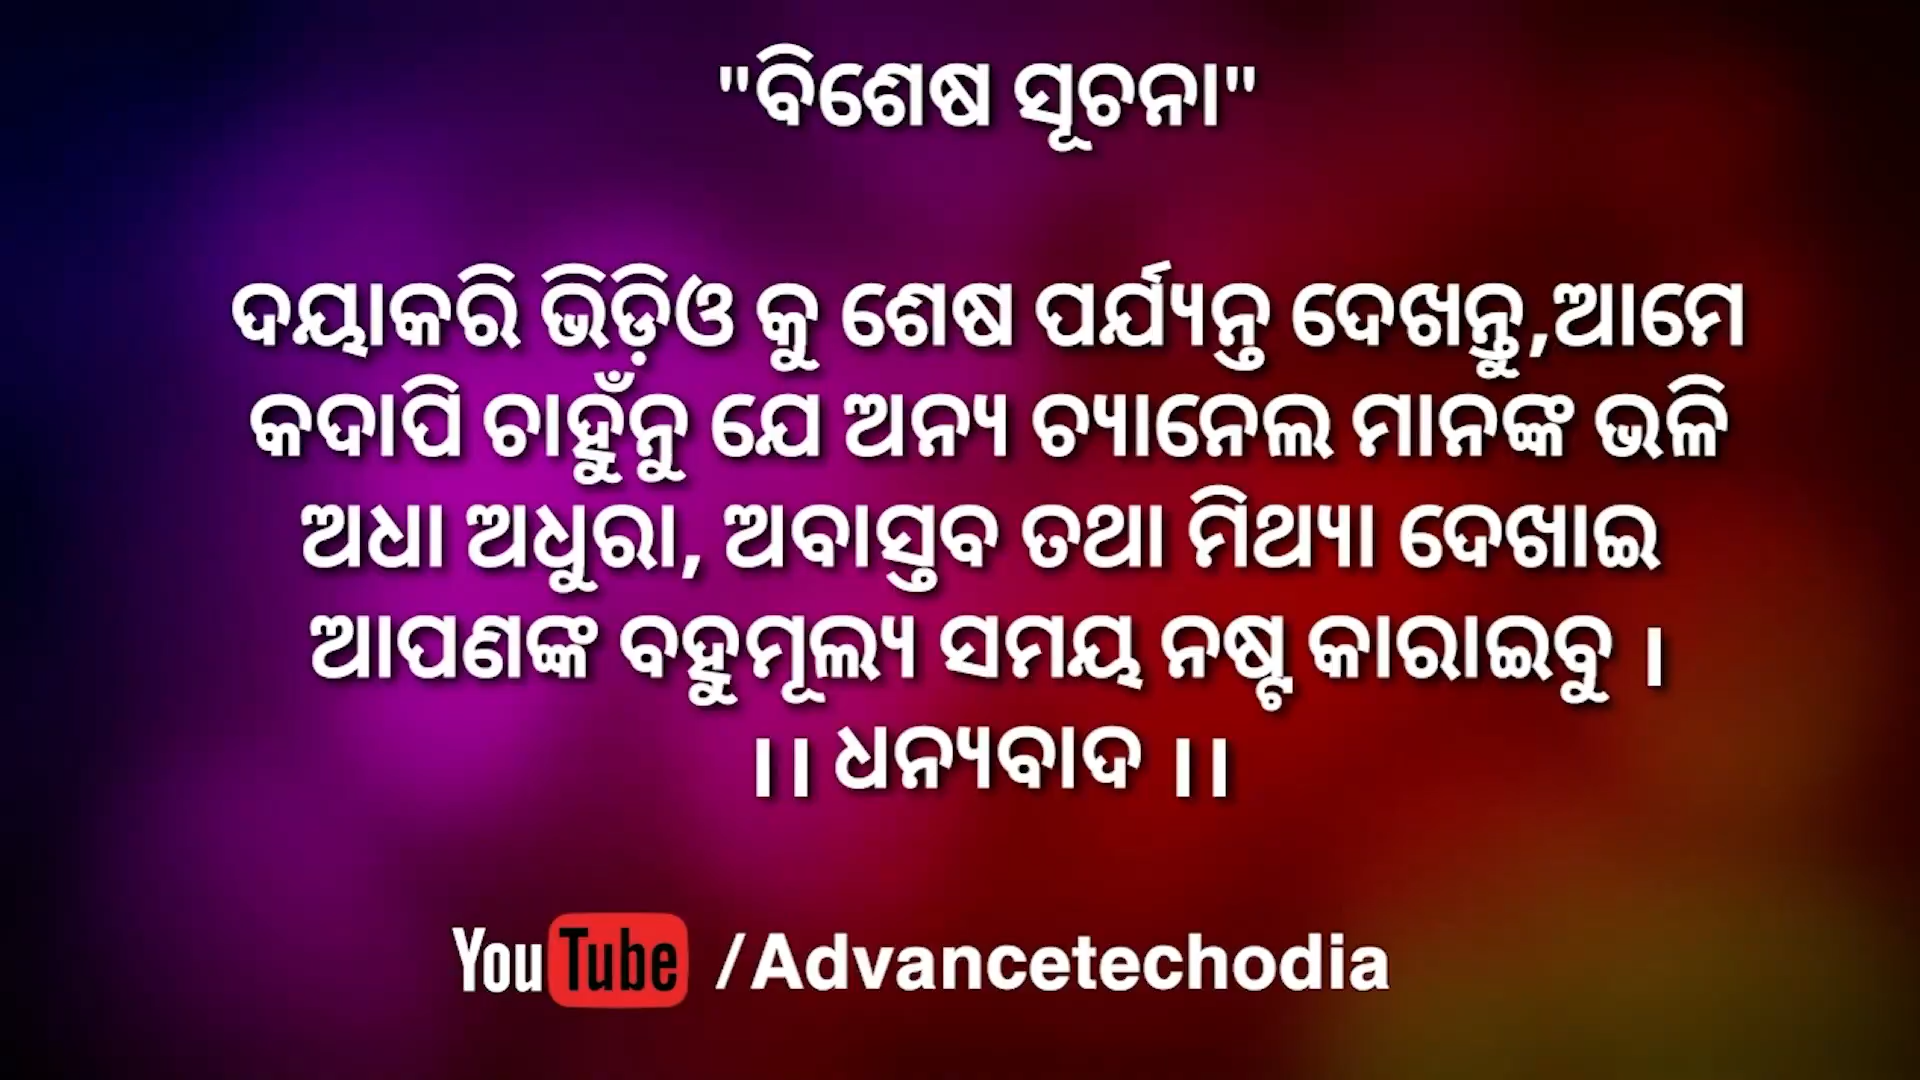 "ବିଶେଷ ସୂଚନା"
ଦୟାକରି ଭିଡ଼ିଓ କୁ ଶେଷ ପର୍ଯ୍ୟନ୍ତ ଦେଖନ୍ତୁ,ଆମେ
କଦାପି ଚାହୁଁନୁ ଯେ ଅନ୍ୟ ଚ୍ୟାନେଲ ମାନଙ୍କ ଭଳି
ଅଧା ଅଧୁରା, ଅବାସ୍ତବ ତଥା ମିଥ୍ୟା ଦେଖାଇ
ଆପଣଙ୍କ ବହୁମୂଲ୍ୟ ସମୟ ନଷ୍ଟ କାରାଇବୁ ।
।। ଧନ୍ୟବାଦ ।।
YouTube /Advancetechodia